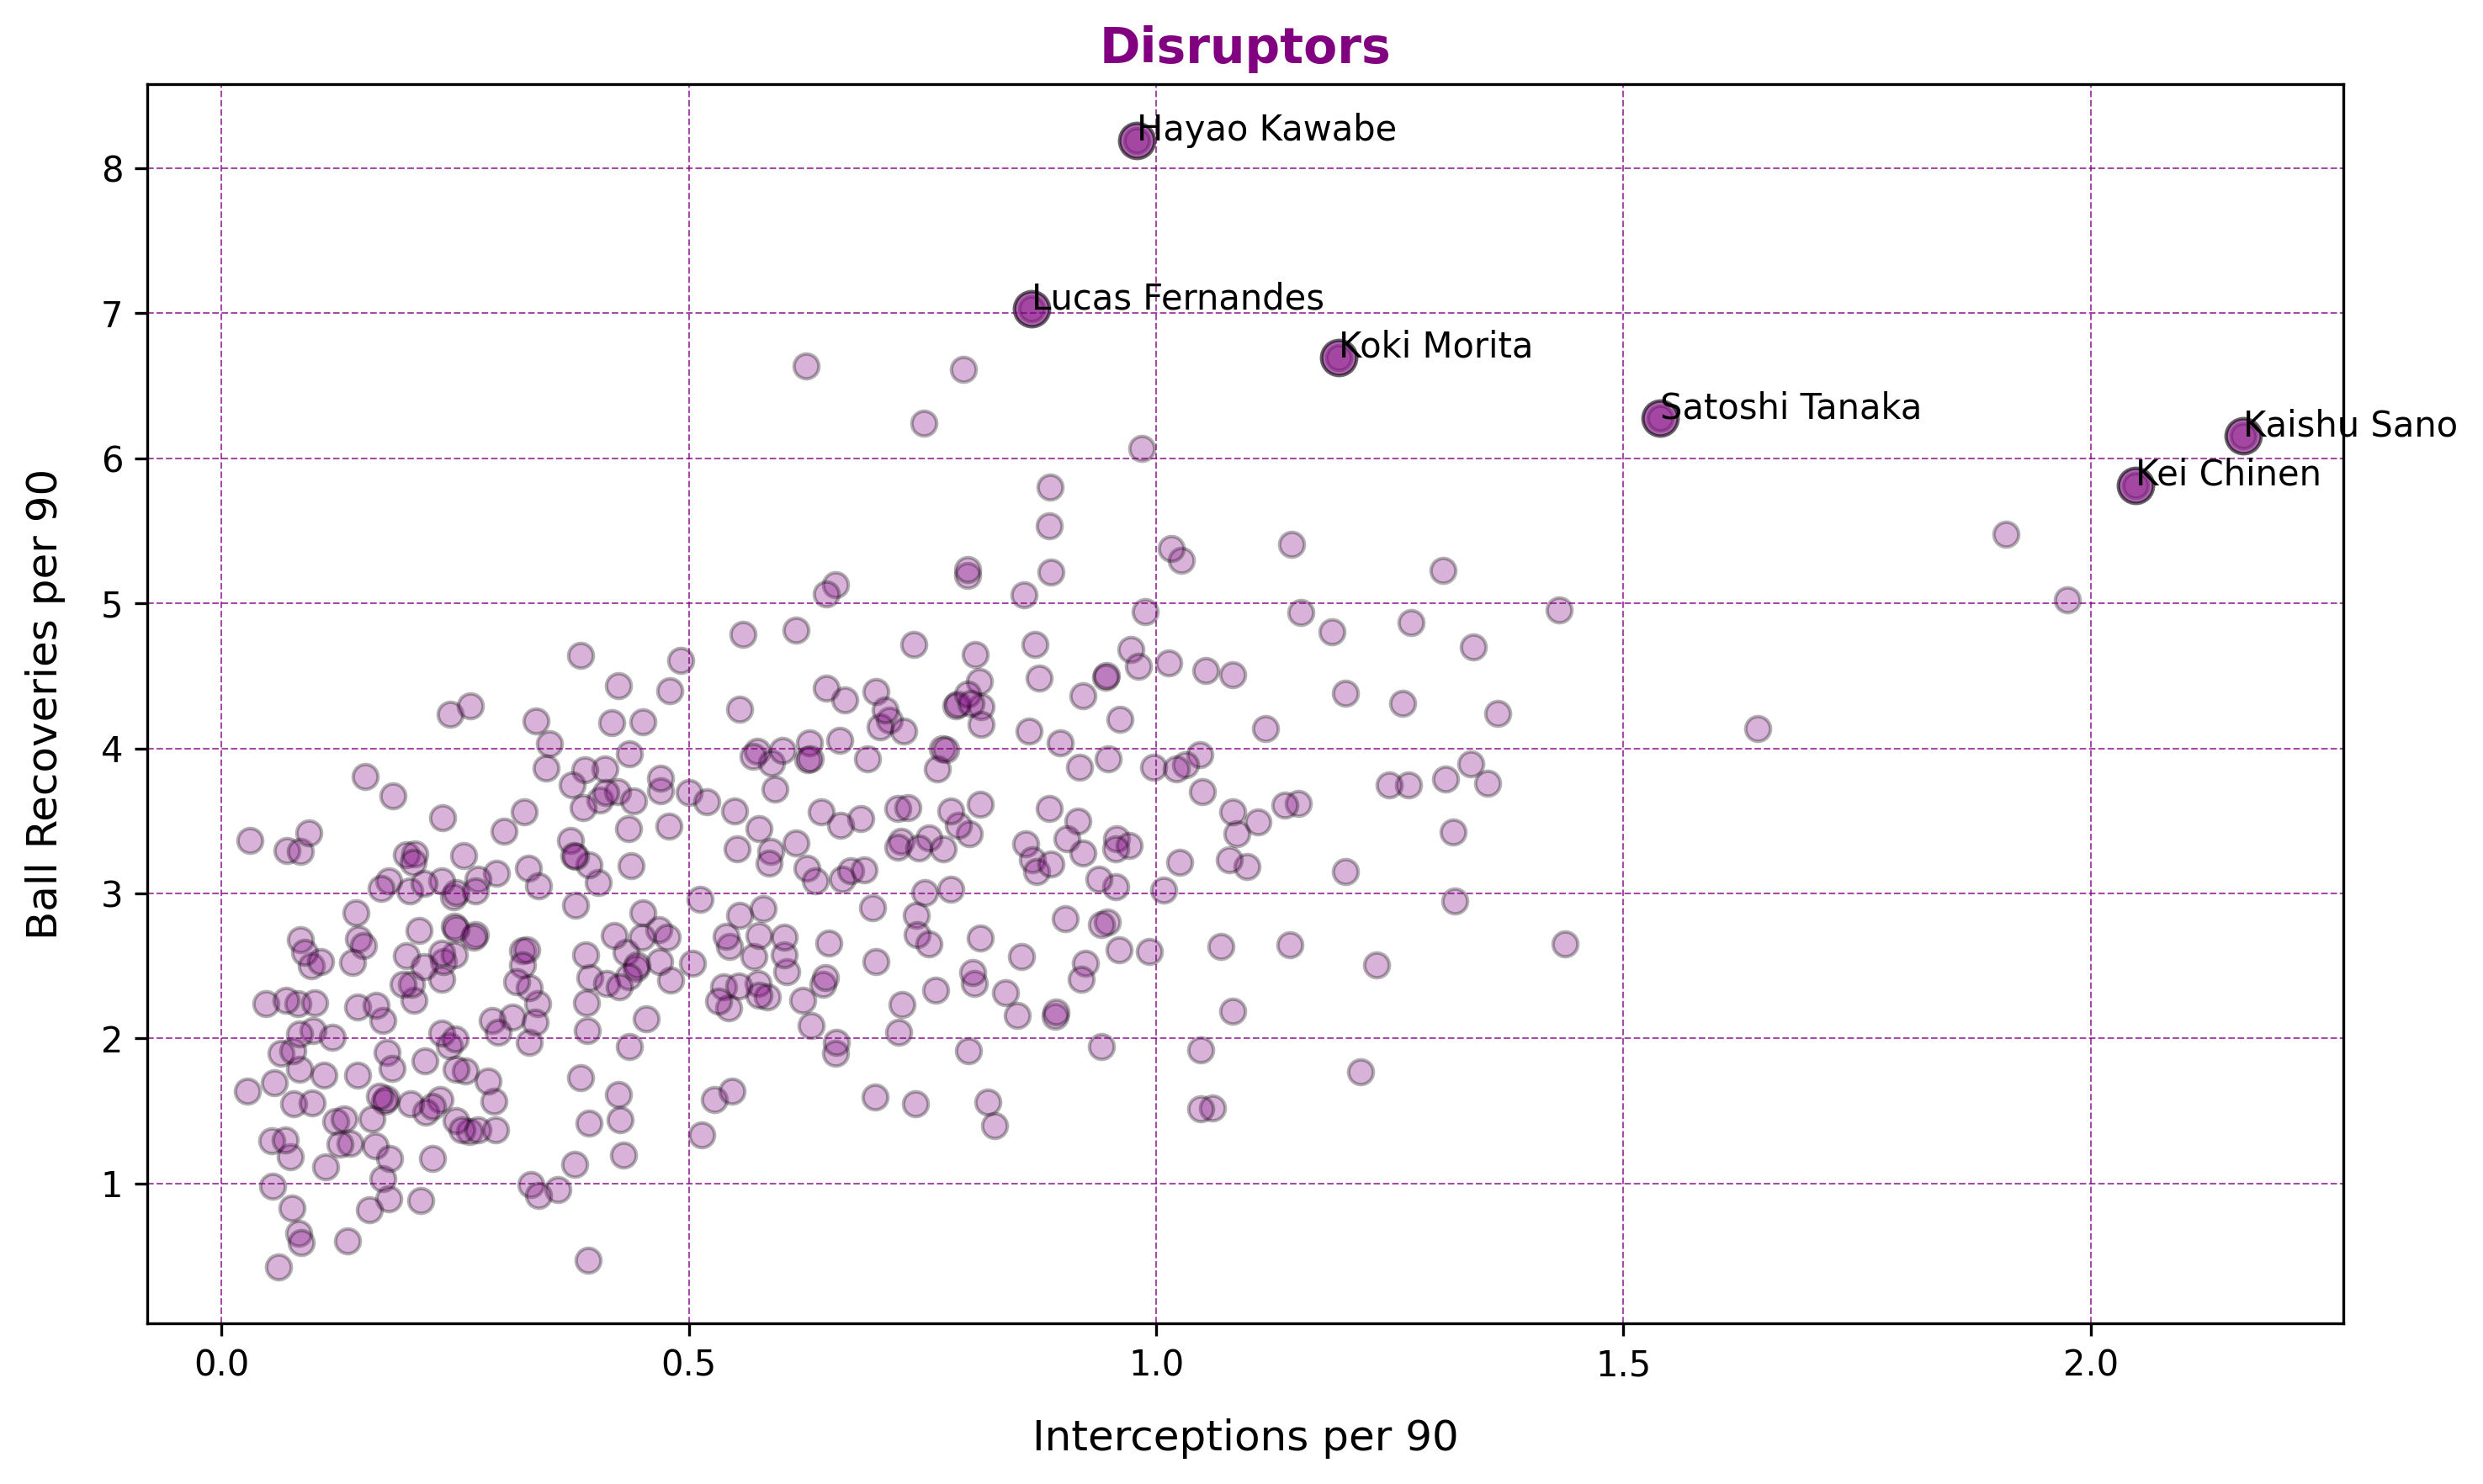 Disruptors
Hayao Kawabe
Lucas Fernandes
Koki Morita
Satoshi Tanaka
Kaishu Sano
Kei Chinen
Ball Recoveries per 90
8
7
6
5
4
3
2
1
0.0 0.5 1.0 1.5 2.0
Interceptions per 90